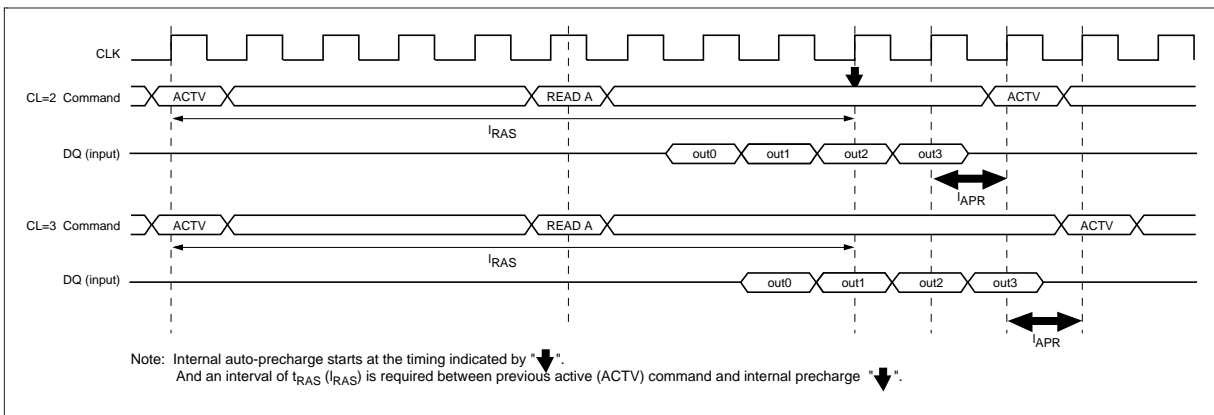 CLK
CL=2 Command
ACTV
READ A
ACTV
lRAS
DQ (input)
out0
out1
out2
out3
lAPR
CL=3 Command
ACTV
READ A
ACTV
lRAS
DQ (input)
out0
out1
out2
out3
lAPR
Note: Internal auto-precharge starts at the timing indicated by " ".
And an interval of tRAS (lRAS) is required between previous active (ACTV) command and internal precharge " ".